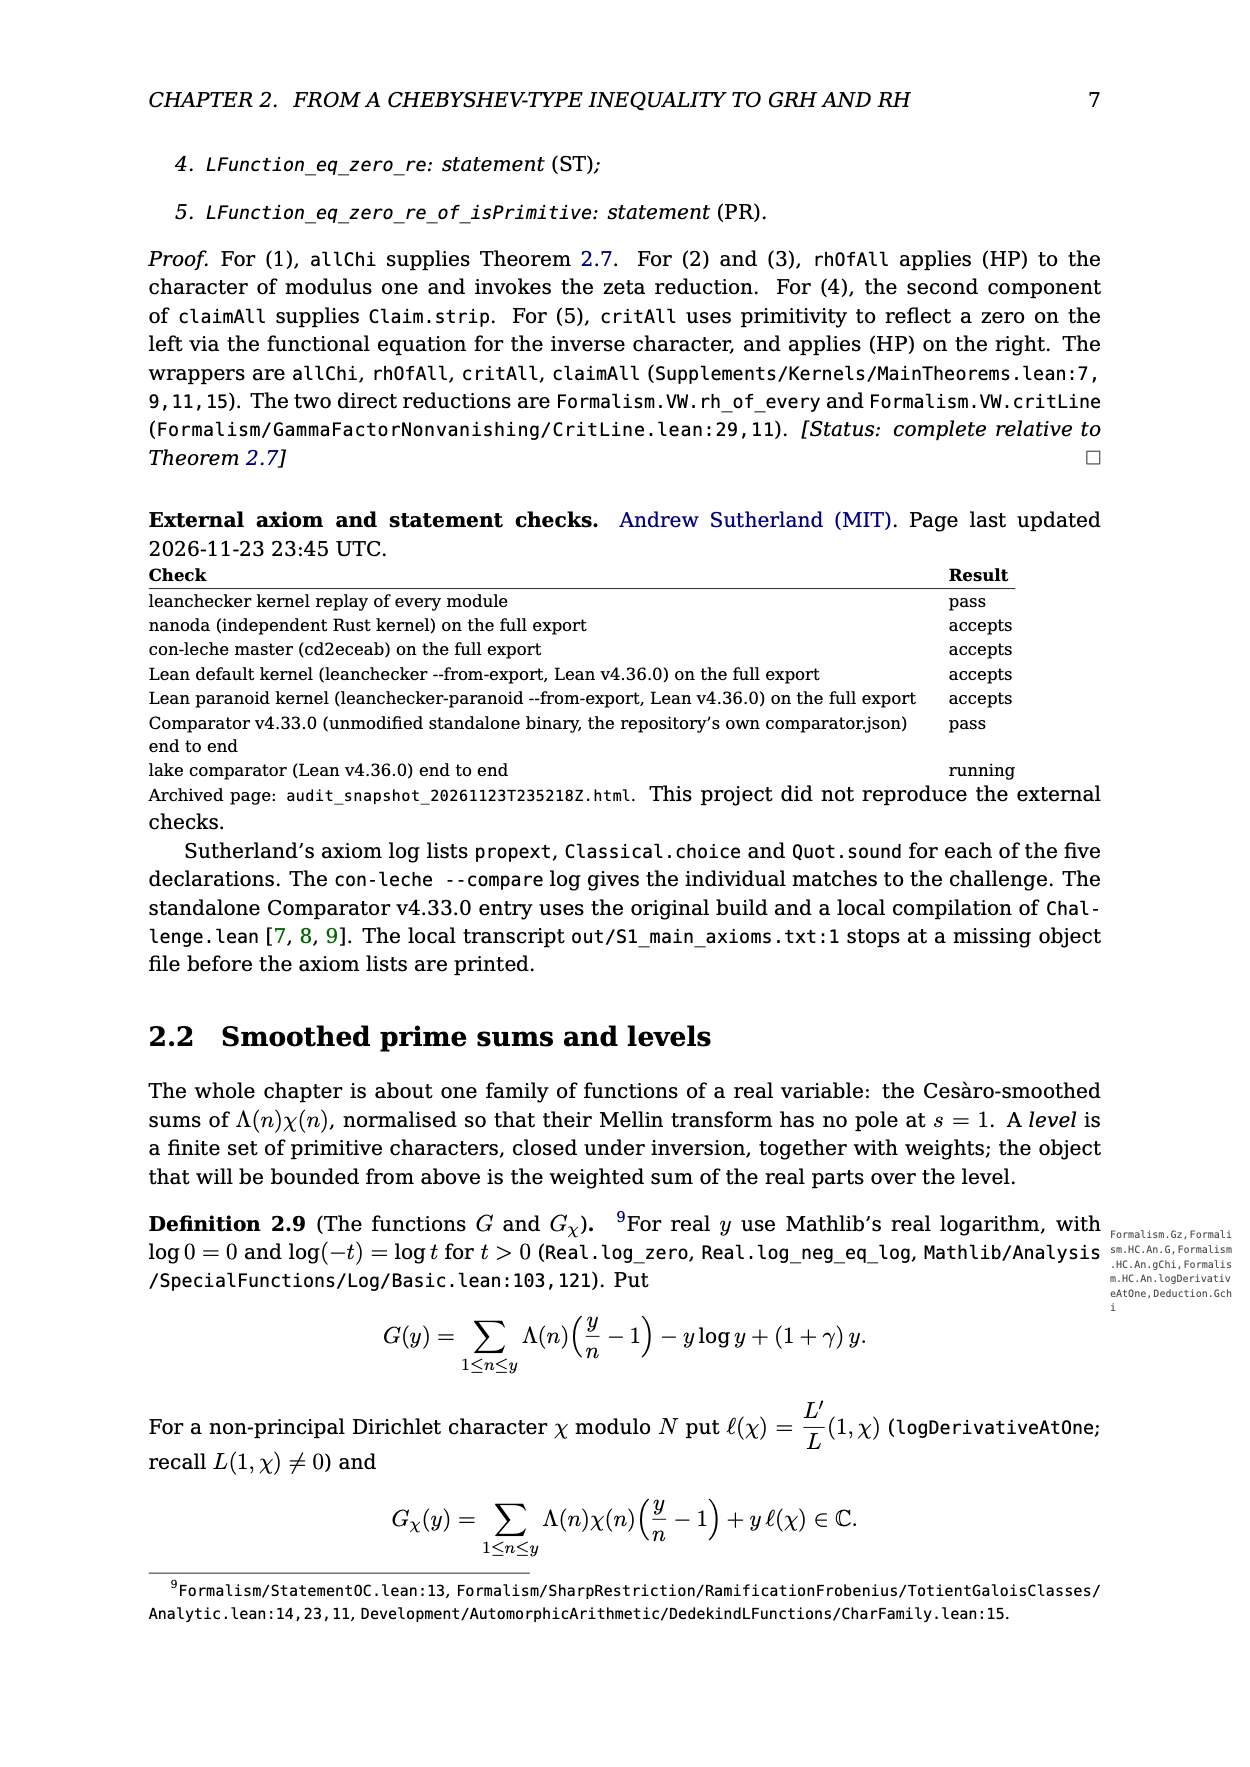 CHAPTER 2. FROM A CHEBYSHEV-TYPE INEQUALITY TO GRH AND RH 7
4. LFunction_eq_zero_re: statement (ST);
5. LFunction_eq_zero_re_of_isPrimitive: statement (PR).
Proof. For (1), allChi supplies Theorem 2.7. For (2) and (3), rhOfAll applies (HP) to the
character of modulus one and invokes the zeta reduction. For (4), the second component
of claimAll supplies Claim.strip. For (5), critAll uses primitivity to reflect a zero on the
left via the functional equation for the inverse character, and applies (HP) on the right. The
wrappers are allChi, rhOfAll, critAll, claimAll (Supplements/Kernels/MainTheorems.lean:7,
9,11,15). The two direct reductions are Formalism.VW.rh_of_every and Formalism.VW.critLine
(Formalism/GammaFactorNonvanishing/CritLine.lean:29,11). [Status: complete relative to
Theorem 2.7] □
External axiom and statement checks. Andrew Sutherland (MIT). Page last updated
2026-11-23 23:45 UTC.
Check Result
leanchecker kernel replay of every module pass
nanoda (independent Rust kernel) on the full export accepts
con-leche master (cd2eceab) on the full export accepts
Lean default kernel (leanchecker --from-export, Lean v4.36.0) on the full export accepts
Lean paranoid kernel (leanchecker-paranoid --from-export, Lean v4.36.0) on the full export accepts
Comparator v4.33.0 (unmodified standalone binary, the repository’s own comparator.json) pass
end to end
lake comparator (Lean v4.36.0) end to end running
Archived page: audit_snapshot_20261123T235218Z.html. This project did not reproduce the external
checks.
Sutherland’s axiom log lists propext, Classical.choice and Quot.sound for each of the five
declarations. The con-leche --compare log gives the individual matches to the challenge. The
standalone Comparator v4.33.0 entry uses the original build and a local compilation of Chal-
lenge.lean [7, 8, 9]. The local transcript out/S1_main_axioms.txt:1 stops at a missing object
file before the axiom lists are printed.
2.2 Smoothed prime sums and levels
The whole chapter is about one family of functions of a real variable: the Cesàro-smoothed
sums of Λ(n)χ(n), normalised so that their Mellin transform has no pole at s = 1. A level is
a finite set of primitive characters, closed under inversion, together with weights; the object
that will be bounded from above is the weighted sum of the real parts over the level.
Definition 2.9 (The functions G and Gχ). ⁹For real y use Mathlib’s real logarithm, with
log 0 = 0 and log(−t) = log t for t > 0 (Real.log_zero, Real.log_neg_eq_log, Mathlib/Analysis
/SpecialFunctions/Log/Basic.lean:103,121). Put
Formalism.Gz,Formali
sm.HC.An.G,Formalism
.HC.An.gChi,Formalis
m.HC.An.logDerivativ
eAtOne,Deduction.Gch
i
G(y) = ∑_{1≤n≤y} Λ(n)(y/n − 1) − y log y + (1 + γ) y.
For a non-principal Dirichlet character χ modulo N put ℓ(χ) = L′/L (1, χ) (logDerivativeAtOne;
recall L(1, χ) ≠ 0) and
Gχ(y) = ∑_{1≤n≤y} Λ(n)χ(n)(y/n − 1) + y ℓ(χ) ∈ ℂ.
⁹Formalism/StatementOC.lean:13, Formalism/SharpRestriction/RamificationFrobenius/TotientGaloisClasses/
Analytic.lean:14,23,11, Development/AutomorphicArithmetic/DedekindLFunctions/CharFamily.lean:15.